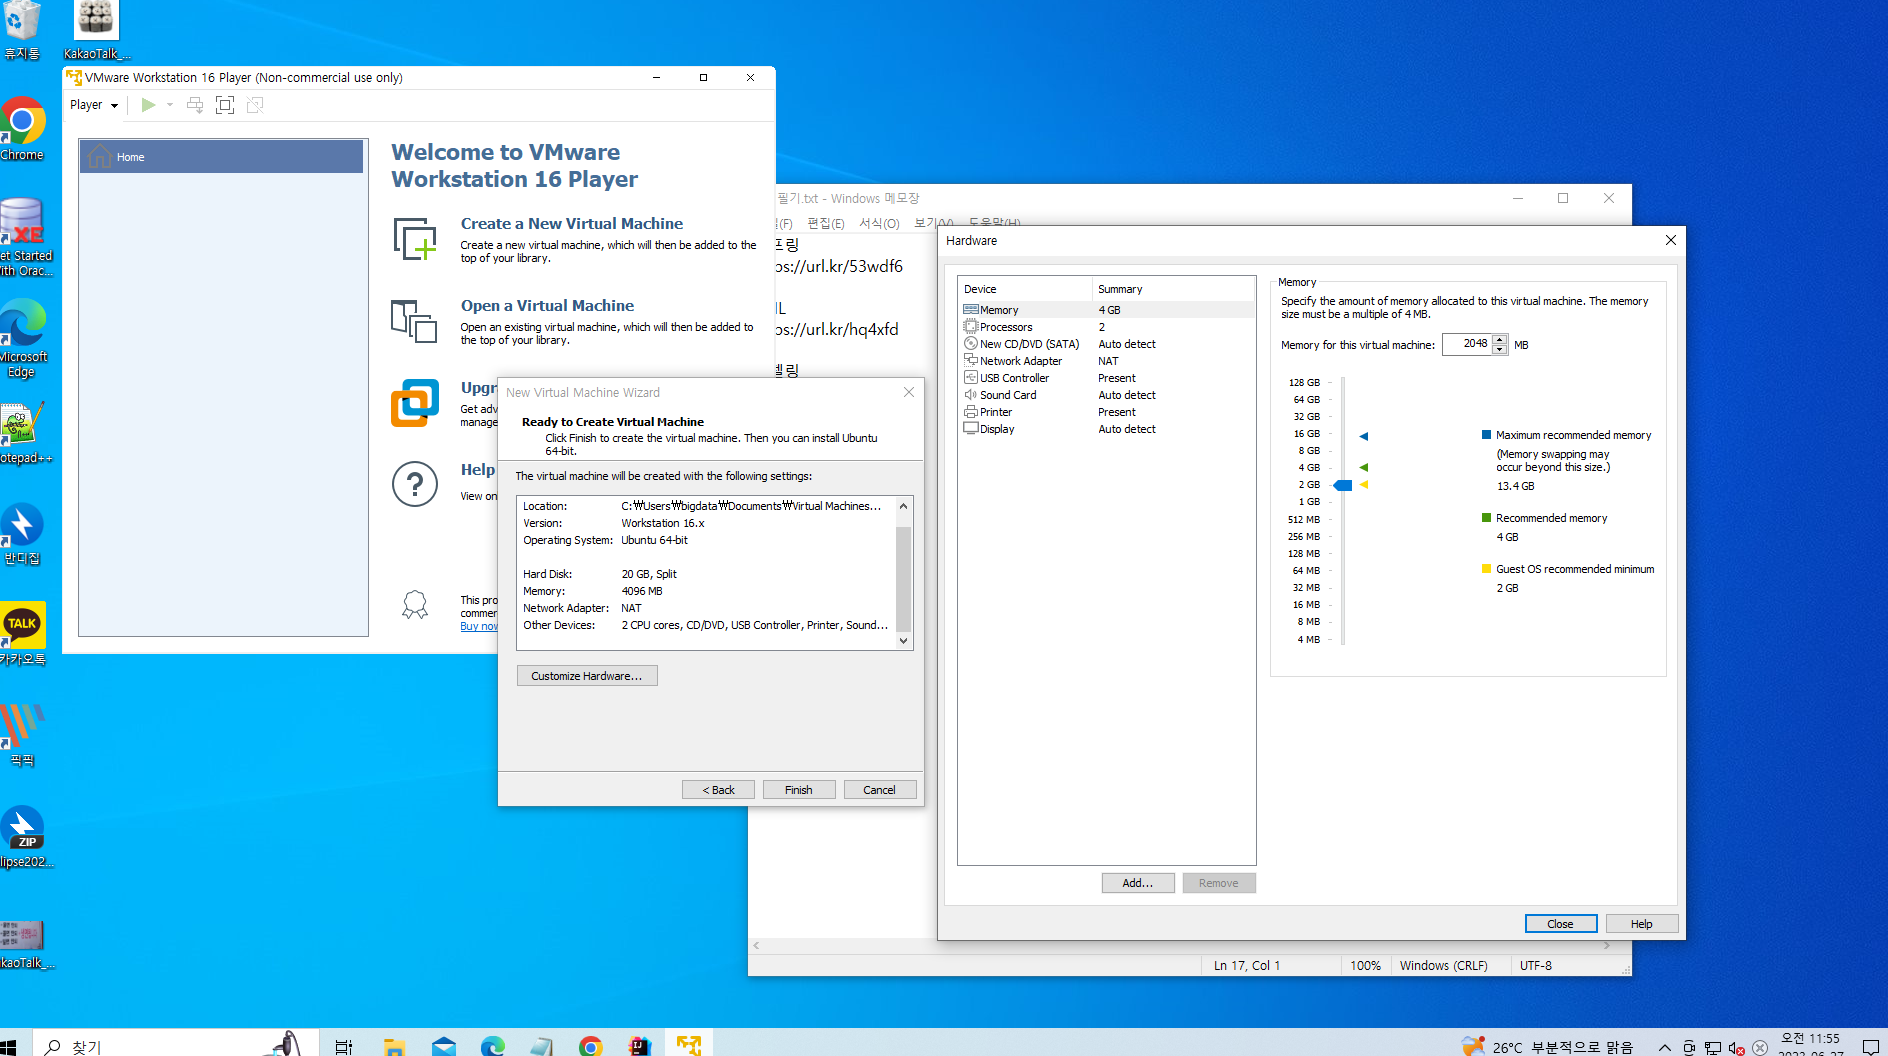 휴지통
KakaoTalk_...
Chrome
et Started
ith Orac...
Microsoft
Edge
otepad++
반디집
TALK
카카오톡
픽픽
ZIP
lipse202...
kaoTalk_...
VMware Workstation 16 Player (Non-commercial use only)
Player
Home
Welcome to VMware
Workstation 16 Player
Create a New Virtual Machine
Create a new virtual machine, which will then be added to the
top of your library.
Open a Virtual Machine
Open an existing virtual machine, which will then be added to
the top of your library.
Upgr
Get adv
manage
Help
View on
This pro
commer
Buy now
필기.txt - Windows 메모장
(F) 편집(E) 서식(O) 보기(V) 도움말(H)
프링
ps://url.kr/53wdf6
IL
ps://url.kr/hq4xfd
델링
Ln 17, Col 1
100%
Windows (CRLF)
UTF-8
New Virtual Machine Wizard
Ready to Create Virtual Machine
Click Finish to create the virtual machine. Then you can install Ubuntu
64-bit.
The virtual machine will be created with the following settings:
Location: C:₩Users₩bigdata₩Documents₩Virtual Machines...
Version: Workstation 16.x
Operating System: Ubuntu 64-bit
Hard Disk: 20 GB, Split
Memory: 4096 MB
Network Adapter: NAT
Other Devices: 2 CPU cores, CD/DVD, USB Controller, Printer, Sound...
Customize Hardware...
< Back
Finish
Cancel
Hardware
Device Summary
Memory 4 GB
Processors 2
New CD/DVD (SATA) Auto detect
Network Adapter NAT
USB Controller Present
Sound Card Auto detect
Printer Present
Display Auto detect
Add...
Remove
Memory
Specify the amount of memory allocated to this virtual machine. The memory
size must be a multiple of 4 MB.
Memory for this virtual machine: 2048 MB
128 GB
64 GB
32 GB
16 GB
8 GB
4 GB
2 GB
1 GB
512 MB
256 MB
128 MB
64 MB
32 MB
16 MB
8 MB
4 MB
Maximum recommended memory
(Memory swapping may
occur beyond this size.)
13.4 GB
Recommended memory
4 GB
Guest OS recommended minimum
2 GB
Close
Help
찾기
26°C 부분적으로 맑음
오전 11:55